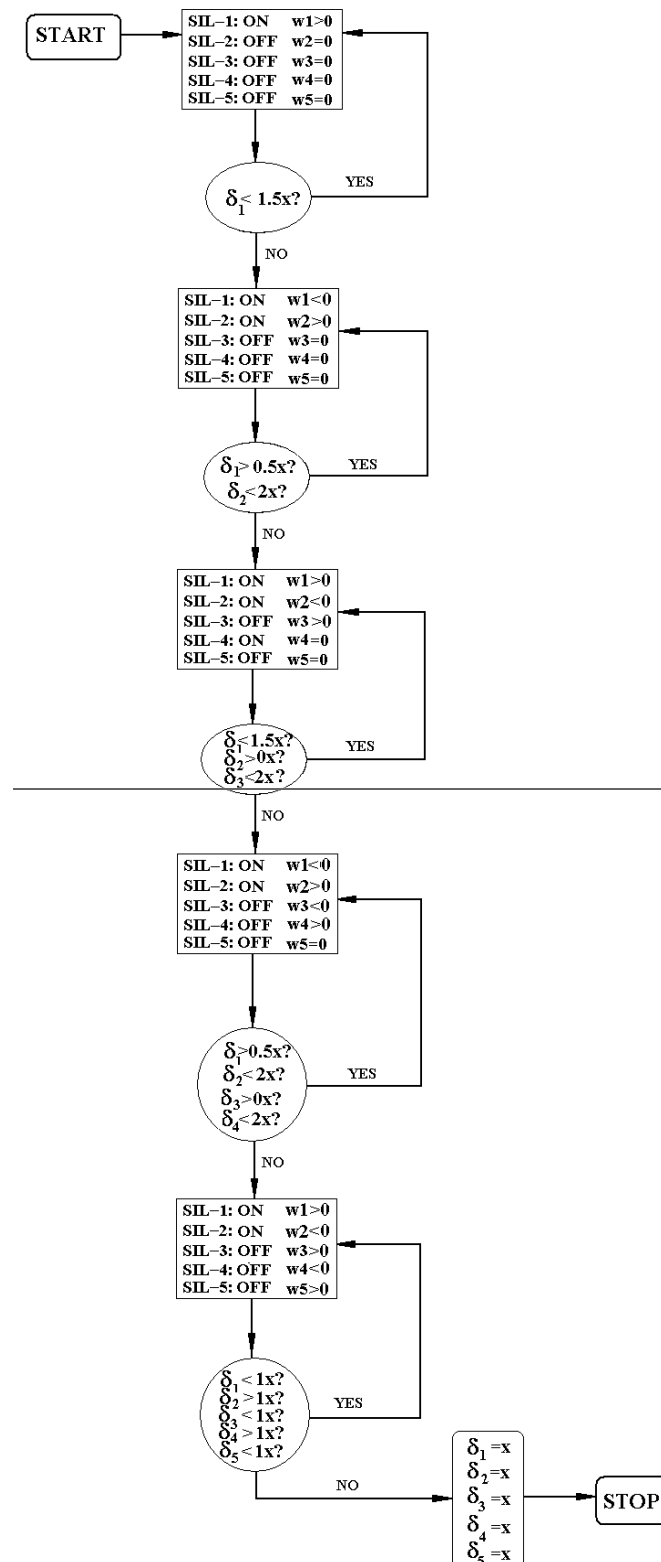 START
SIL-1: ON w1>0
SIL-2: OFF w2=0
SIL-3: OFF w3=0
SIL-4: OFF w4=0
SIL-5: OFF w5=0
δ1< 1.5x?
YES
NO
SIL-1: ON w1<0
SIL-2: ON w2>0
SIL-3: OFF w3=0
SIL-4: OFF w4=0
SIL-5: OFF w5=0
δ1>0.5x?
δ2<2x?
YES
NO
SIL-1: ON w1>0
SIL-2: ON w2<0
SIL-3: OFF w3>0
SIL-4: ON w4=0
SIL-5: OFF w5=0
δ1<1.5x?
δ2>0x?
δ3<2x?
YES
NO
SIL-1: ON w1<0
SIL-2: ON w2>0
SIL-3: OFF w3<0
SIL-4: OFF w4>0
SIL-5: OFF w5=0
δ1>0.5x?
δ2<2x?
δ3>0x?
δ4<2x?
YES
NO
SIL-1: ON w1>0
SIL-2: ON w2<0
SIL-3: OFF w3>0
SIL-4: OFF w4<0
SIL-5: OFF w5>0
δ1<1x?
δ2>1x?
δ3<1x?
δ4>1x?
δ5<1x?
YES
NO
δ1=x
δ2=x
δ3=x
δ4=x
δ5=x
STOP